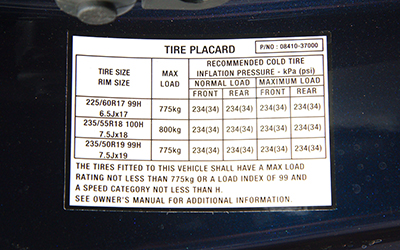 TIRE PLACARD P/NO : 08410-37000
TIRE SIZE RIM SIZE MAX LOAD RECOMMENDED COLD TIRE INFLATION PRESSURE - kPa (psi)
NORMAL LOAD MAXIMUM LOAD
FRONT REAR FRONT REAR
225/60R17 99H 6.5Jx17 775kg 234(34) 234(34) 234(34) 234(34)
235/55R18 100H 7.5Jx18 800kg 234(34) 234(34) 234(34) 234(34)
235/50R19 99H 7.5Jx19 775kg 234(34) 234(34) 234(34) 234(34)
THE TIRES FITTED TO THIS VEHICLE SHALL HAVE A MAX LOAD
RATING NOT LESS THAN 775kg OR A LOAD INDEX OF 99 AND
A SPEED CATEGORY NOT LESS THAN H.
SEE OWNER'S MANUAL FOR ADDITIONAL INFORMATION.